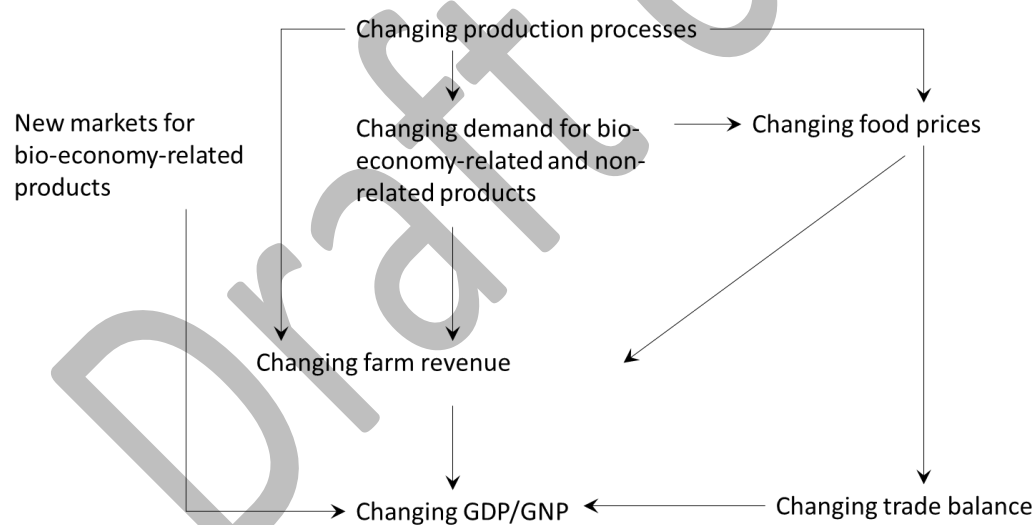 Changing production processes
New markets for
bio-economy-related
products
Changing demand for bio-
economy-related and non-
related products
Changing food prices
Changing farm revenue
Changing GDP/GNP
Changing trade balance
Draft